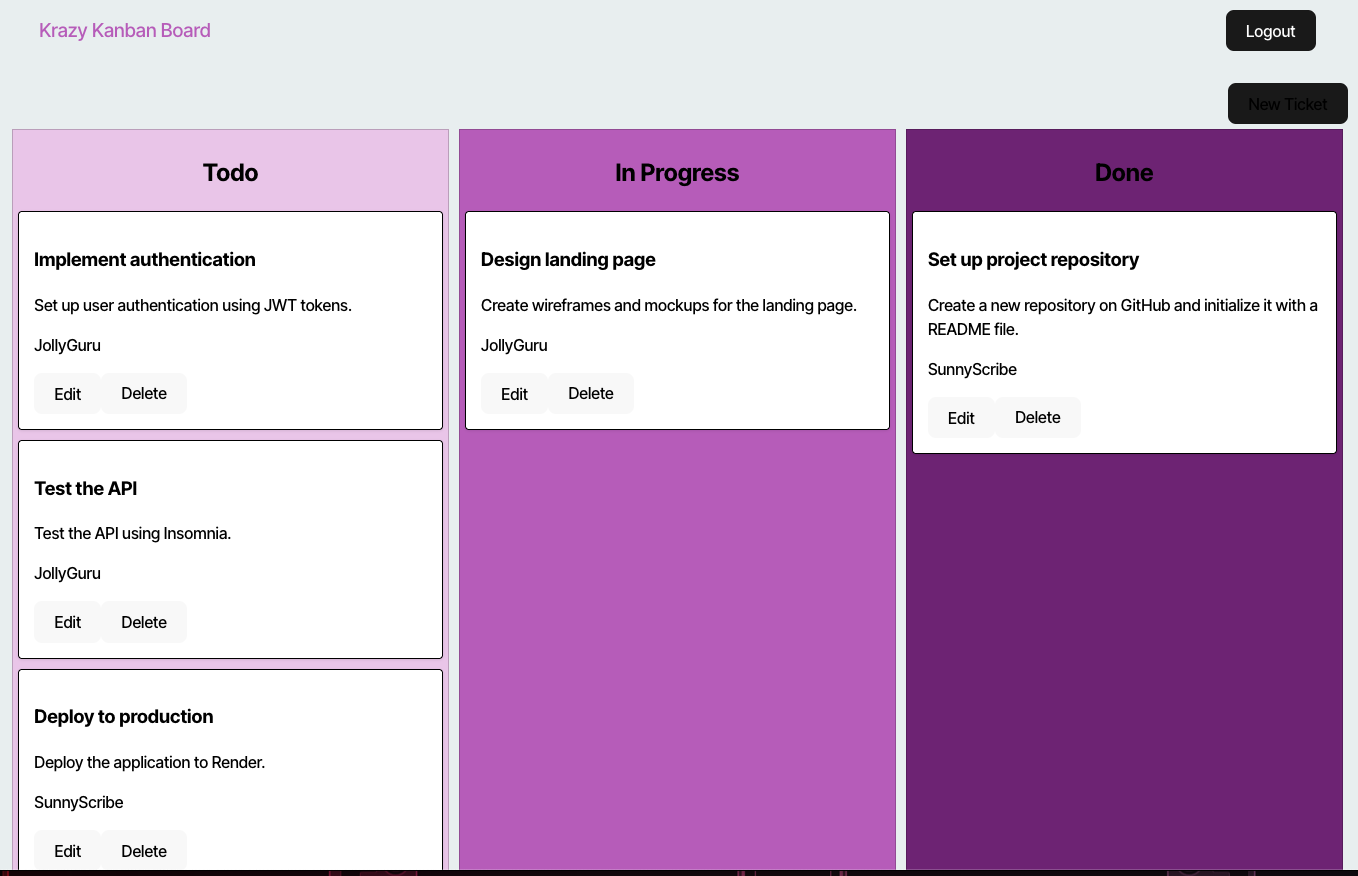 Krazy Kanban Board
Logout
New Ticket
Todo
Implement authentication
Set up user authentication using JWT tokens.
JollyGuru
Edit
Delete
Test the API
Test the API using Insomnia.
JollyGuru
Edit
Delete
Deploy to production
Deploy the application to Render.
SunnyScribe
Edit
Delete
In Progress
Design landing page
Create wireframes and mockups for the landing page.
JollyGuru
Edit
Delete
Done
Set up project repository
Create a new repository on GitHub and initialize it with a
README file.
SunnyScribe
Edit
Delete